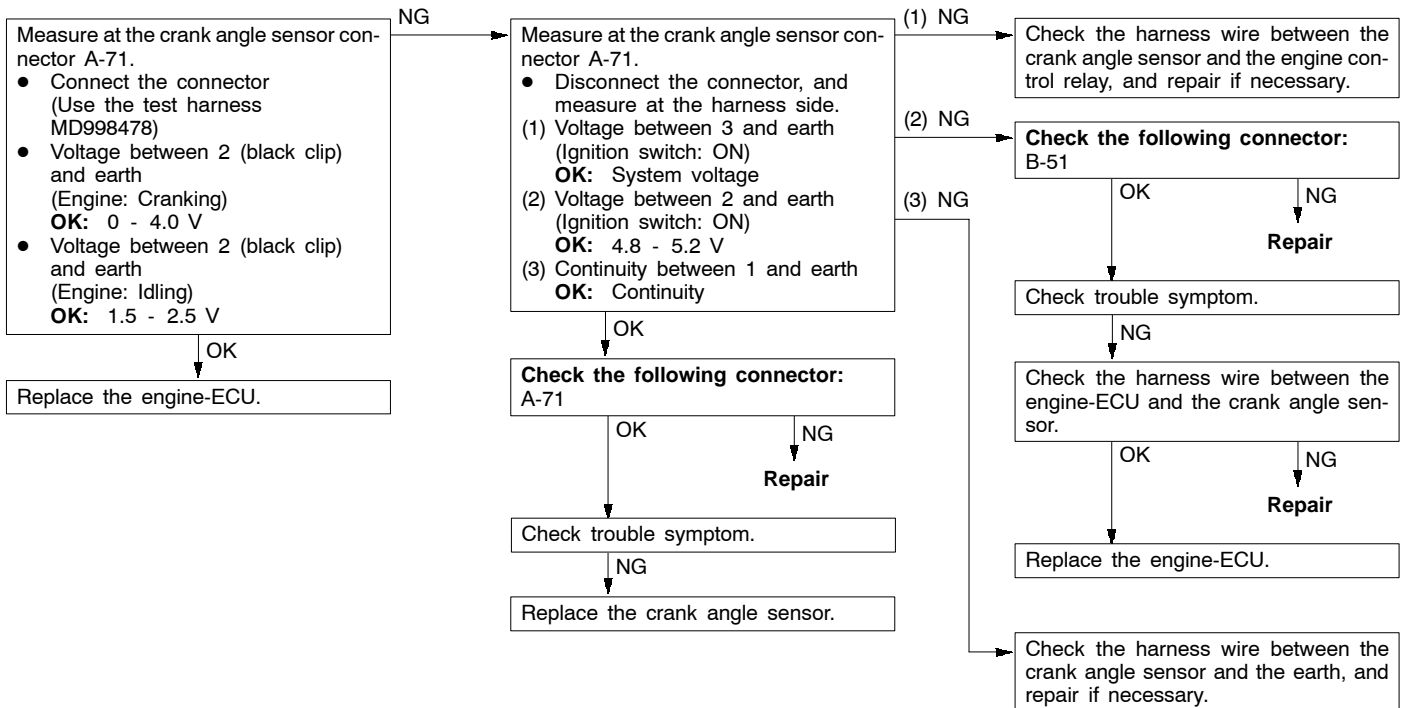 Measure at the crank angle sensor con-
nector A-71.
● Connect the connector
(Use the test harness
MD998478)
● Voltage between 2 (black clip)
and earth
(Engine: Cranking)
OK: 0 - 4.0 V
● Voltage between 2 (black clip)
and earth
(Engine: Idling)
OK: 1.5 - 2.5 V
OK
Replace the engine-ECU.
NG
Measure at the crank angle sensor con-
nector A-71.
● Disconnect the connector, and
measure at the harness side.
(1) Voltage between 3 and earth
(Ignition switch: ON)
OK: System voltage
(2) Voltage between 2 and earth
(Ignition switch: ON)
OK: 4.8 - 5.2 V
(3) Continuity between 1 and earth
OK: Continuity
OK
Check the following connector:
A-71
OK
NG
Repair
Check trouble symptom.
NG
Replace the crank angle sensor.
(1) NG
Check the harness wire between the
crank angle sensor and the engine con-
trol relay, and repair if necessary.
(2) NG
Check the following connector:
B-51
OK
NG
Repair
Check trouble symptom.
NG
Check the harness wire between the
engine-ECU and the crank angle sen-
sor.
OK
NG
Repair
Replace the engine-ECU.
(3) NG
Check the harness wire between the
crank angle sensor and the earth, and
repair if necessary.